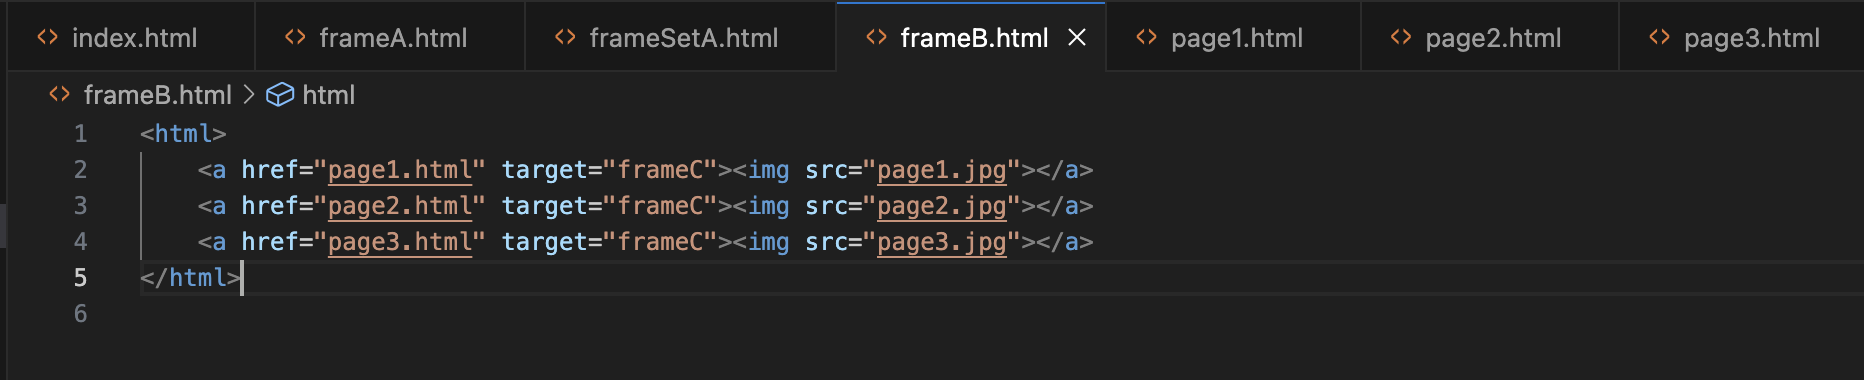 index.html frameA.html frameSetA.html frameB.html page1.html page2.html page3.html
frameB.html > html
1 <html>
2 <a href="page1.html" target="frameC"><img src="page1.jpg"></a>
3 <a href="page2.html" target="frameC"><img src="page2.jpg"></a>
4 <a href="page3.html" target="frameC"><img src="page3.jpg"></a>
5 </html>
6